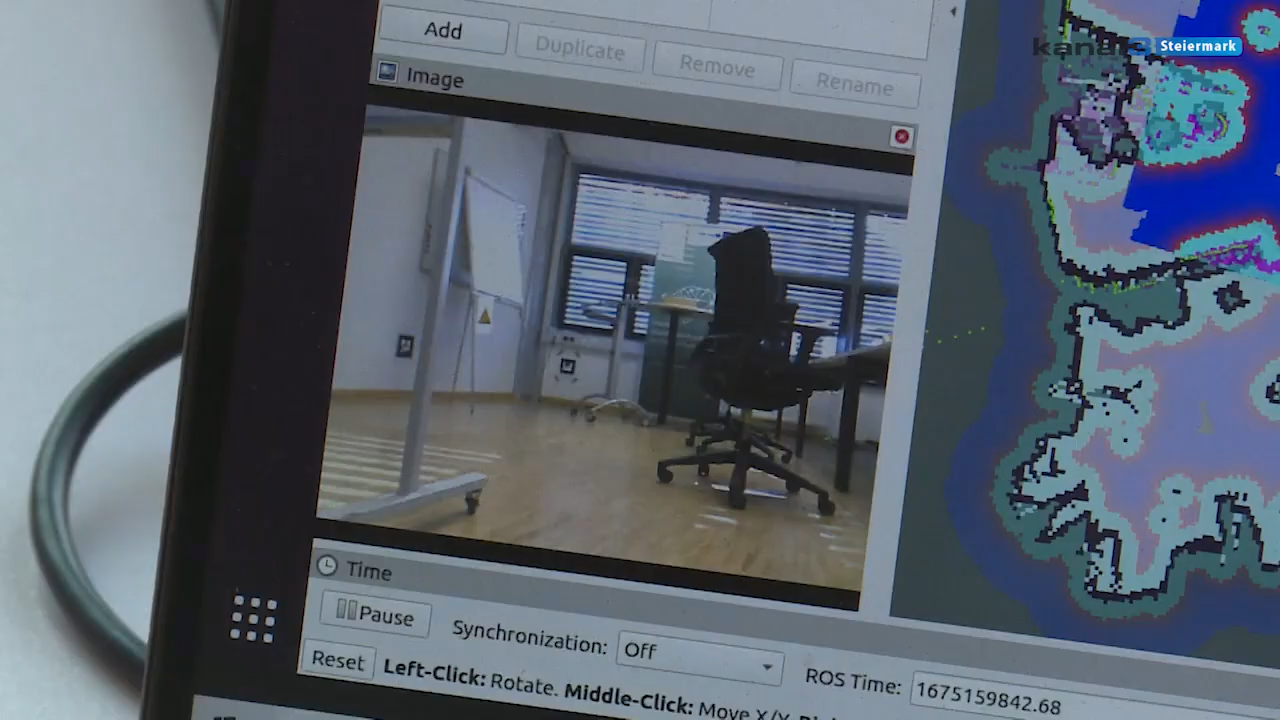 Add Duplicate Remove Rename
kanal3 Steiermark
Image
Time
Pause Synchronization: Off ROS Time: 1675159842.68
Reset Left-Click: Rotate. Middle-Click: Move X/Y.